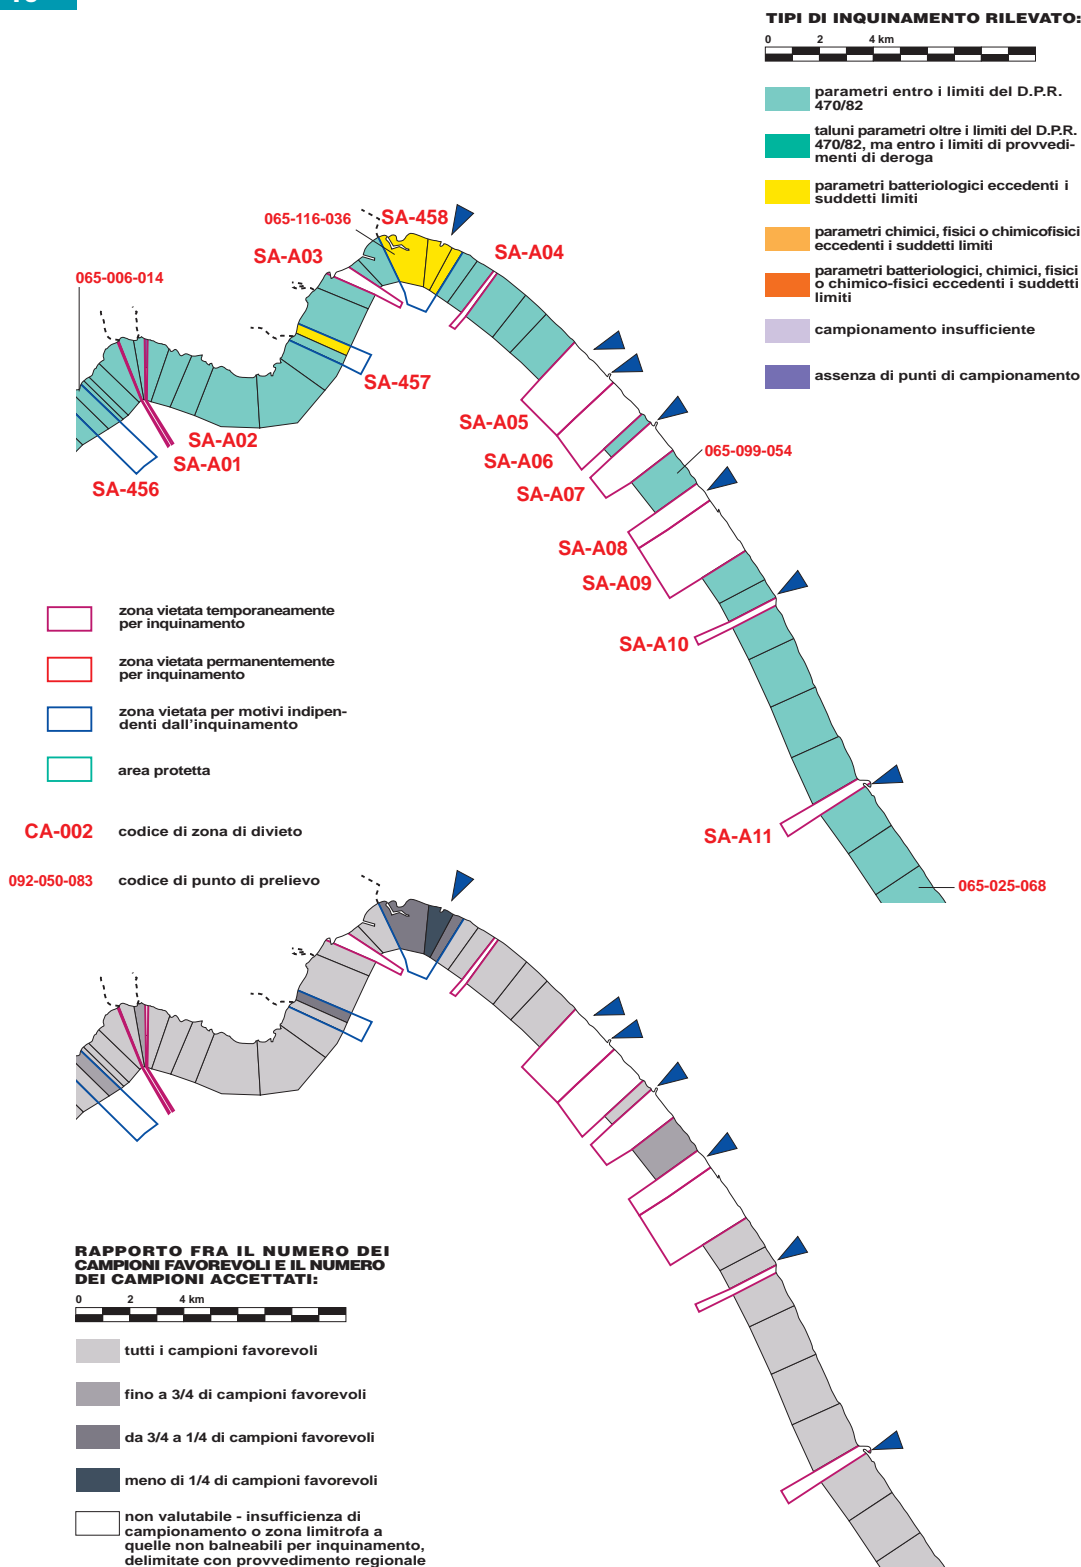 TIPI DI INQUINAMENTO RILEVATO:
0 2 4 km
parametri entro i limiti del D.P.R.
470/82
taluni parametri oltre i limiti del D.P.R.
470/82, ma entro i limiti di provvedi-
menti di deroga
parametri batteriologici eccedenti i
suddetti limiti
parametri chimici, fisici o chimicofisici
eccedenti i suddetti limiti
parametri batteriologici, chimici, fisici
o chimico-fisici eccedenti i suddetti
limiti
campionamento insufficiente
assenza di punti di campionamento
065-116-036
SA-458
SA-A03
SA-A04
065-006-014
SA-457
SA-A05
SA-A02
SA-A01
SA-456
SA-A06
SA-A07
065-099-054
SA-A08
SA-A09
SA-A10
SA-A11
065-025-068
zona vietata temporaneamente
per inquinamento
zona vietata permanentemente
per inquinamento
zona vietata per motivi indipen-
denti dall'inquinamento
area protetta
CA-002 codice di zona di divieto
092-050-083 codice di punto di prelievo
RAPPORTO FRA IL NUMERO DEI
CAMPIONI FAVOREVOLI E IL NUMERO
DEI CAMPIONI ACCETTATI:
0 2 4 km
tutti i campioni favorevoli
fino a 3/4 di campioni favorevoli
da 3/4 a 1/4 di campioni favorevoli
meno di 1/4 di campioni favorevoli
non valutabile - insufficienza di
campionamento o zona limitrofa a
quelle non balneabili per inquinamento,
delimitate con provvedimento regionale